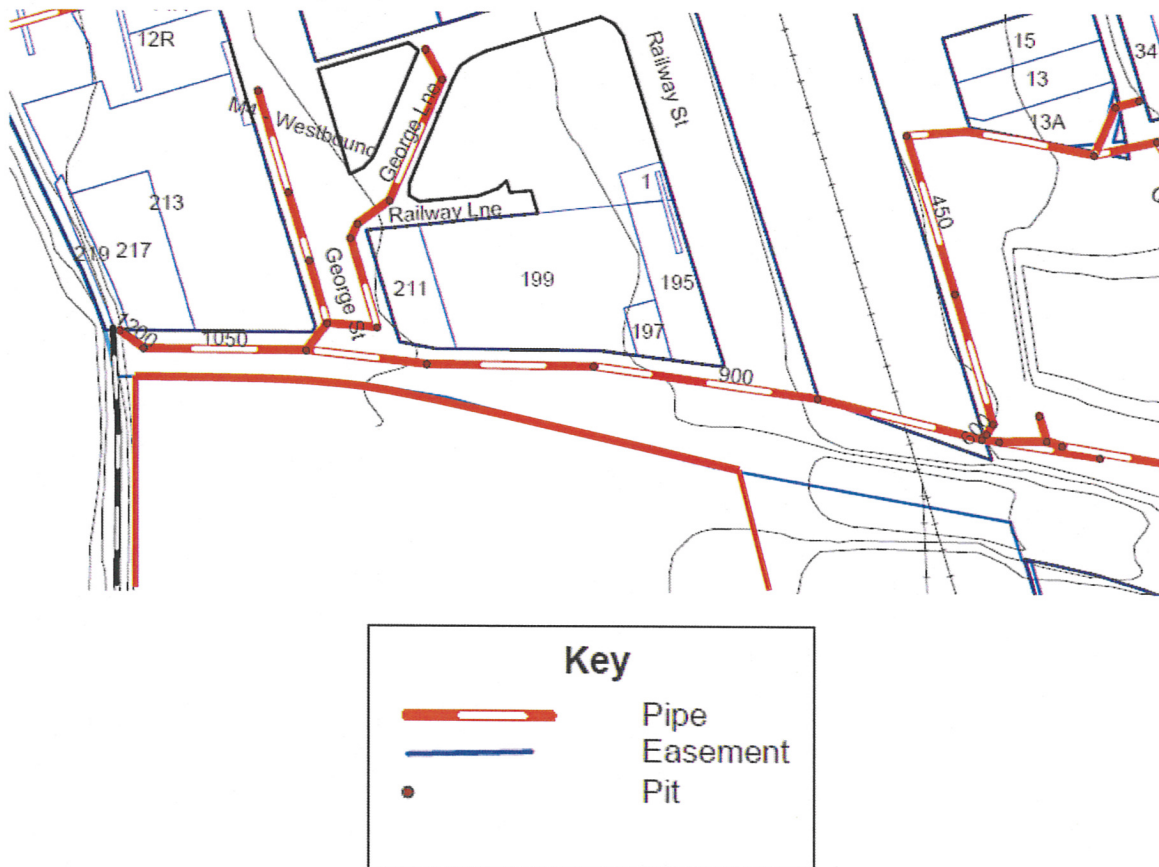 12R
15
34
13
13A
M4
Westbound
George Lne
Railway St
213
1
Railway Lne
450
219
217
George St
211
199
195
197
1200
1050
900
600
Key
Pipe
Easement
Pit